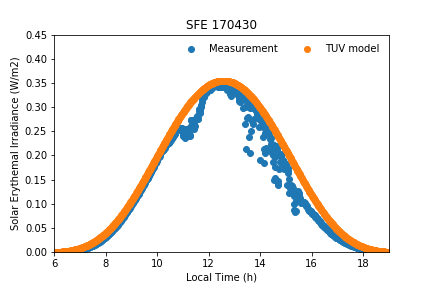 SFE 170430
Measurement
TUV model
Solar Erythemal Irradiance (W/m2)
0.45
0.40
0.35
0.30
0.25
0.20
0.15
0.10
0.05
0.00
6 8 10 12 14 16 18
Local Time (h)